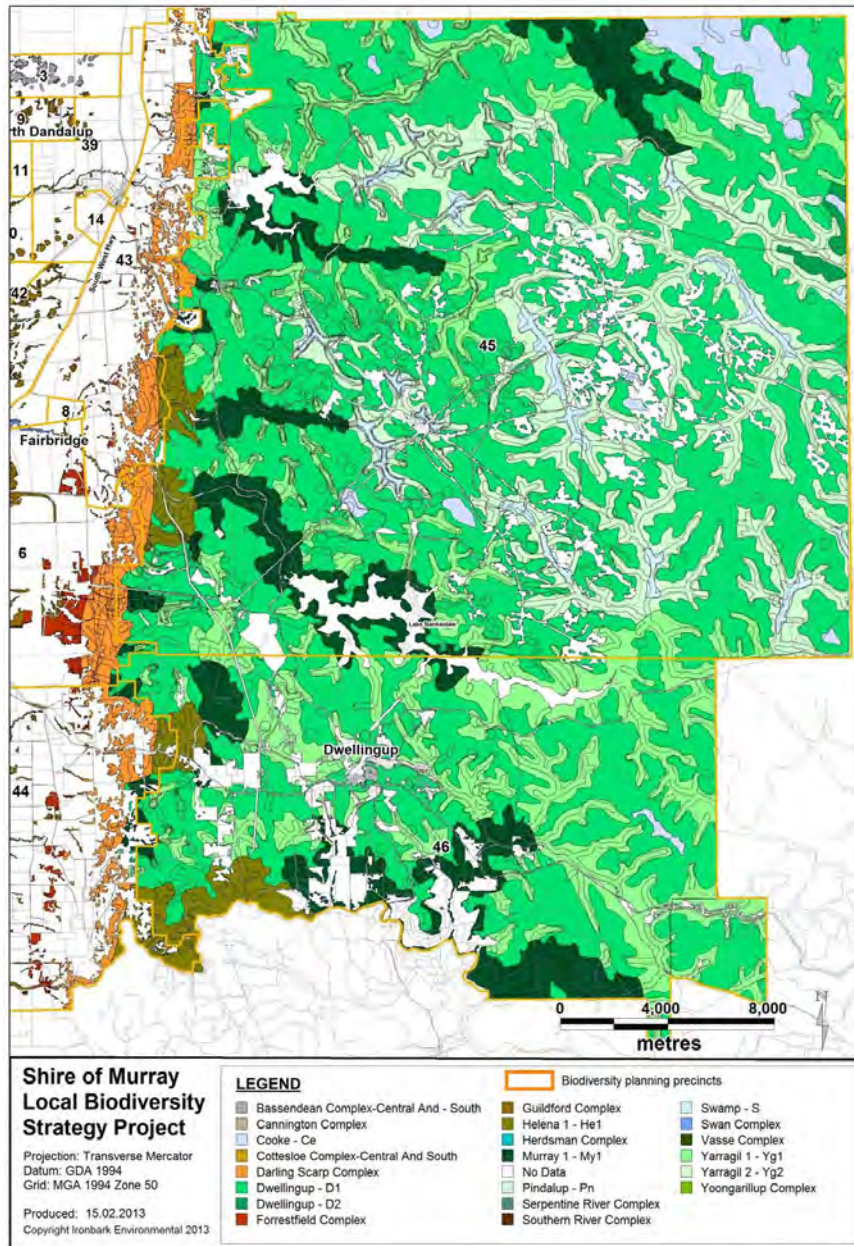 3
9
rth Dandalup
39
11
14
0
South West Hwy
43
42
45
8
Fairbridge
6
Lake Banksiadale
Dwellingup
44
46
0 4,000 8,000
metres
N
Shire of Murray
Local Biodiversity
Strategy Project
Projection: Transverse Mercator
Datum: GDA 1994
Grid: MGA 1994 Zone 50
Produced: 15.02.2013
Copyright Ironbark Environmental 2013
LEGEND
Biodiversity planning precincts
Bassendean Complex-Central And - South
Cannington Complex
Cooke - Ce
Cottesloe Complex-Central And South
Darling Scarp Complex
Dwellingup - D1
Dwellingup - D2
Forrestfield Complex
Guildford Complex
Helena 1 - He1
Herdsman Complex
Murray 1 - My1
No Data
Pindalup - Pn
Serpentine River Complex
Southern River Complex
Swamp - S
Swan Complex
Vasse Complex
Yarragil 1 - Yg1
Yarragil 2 - Yg2
Yoongarillup Complex